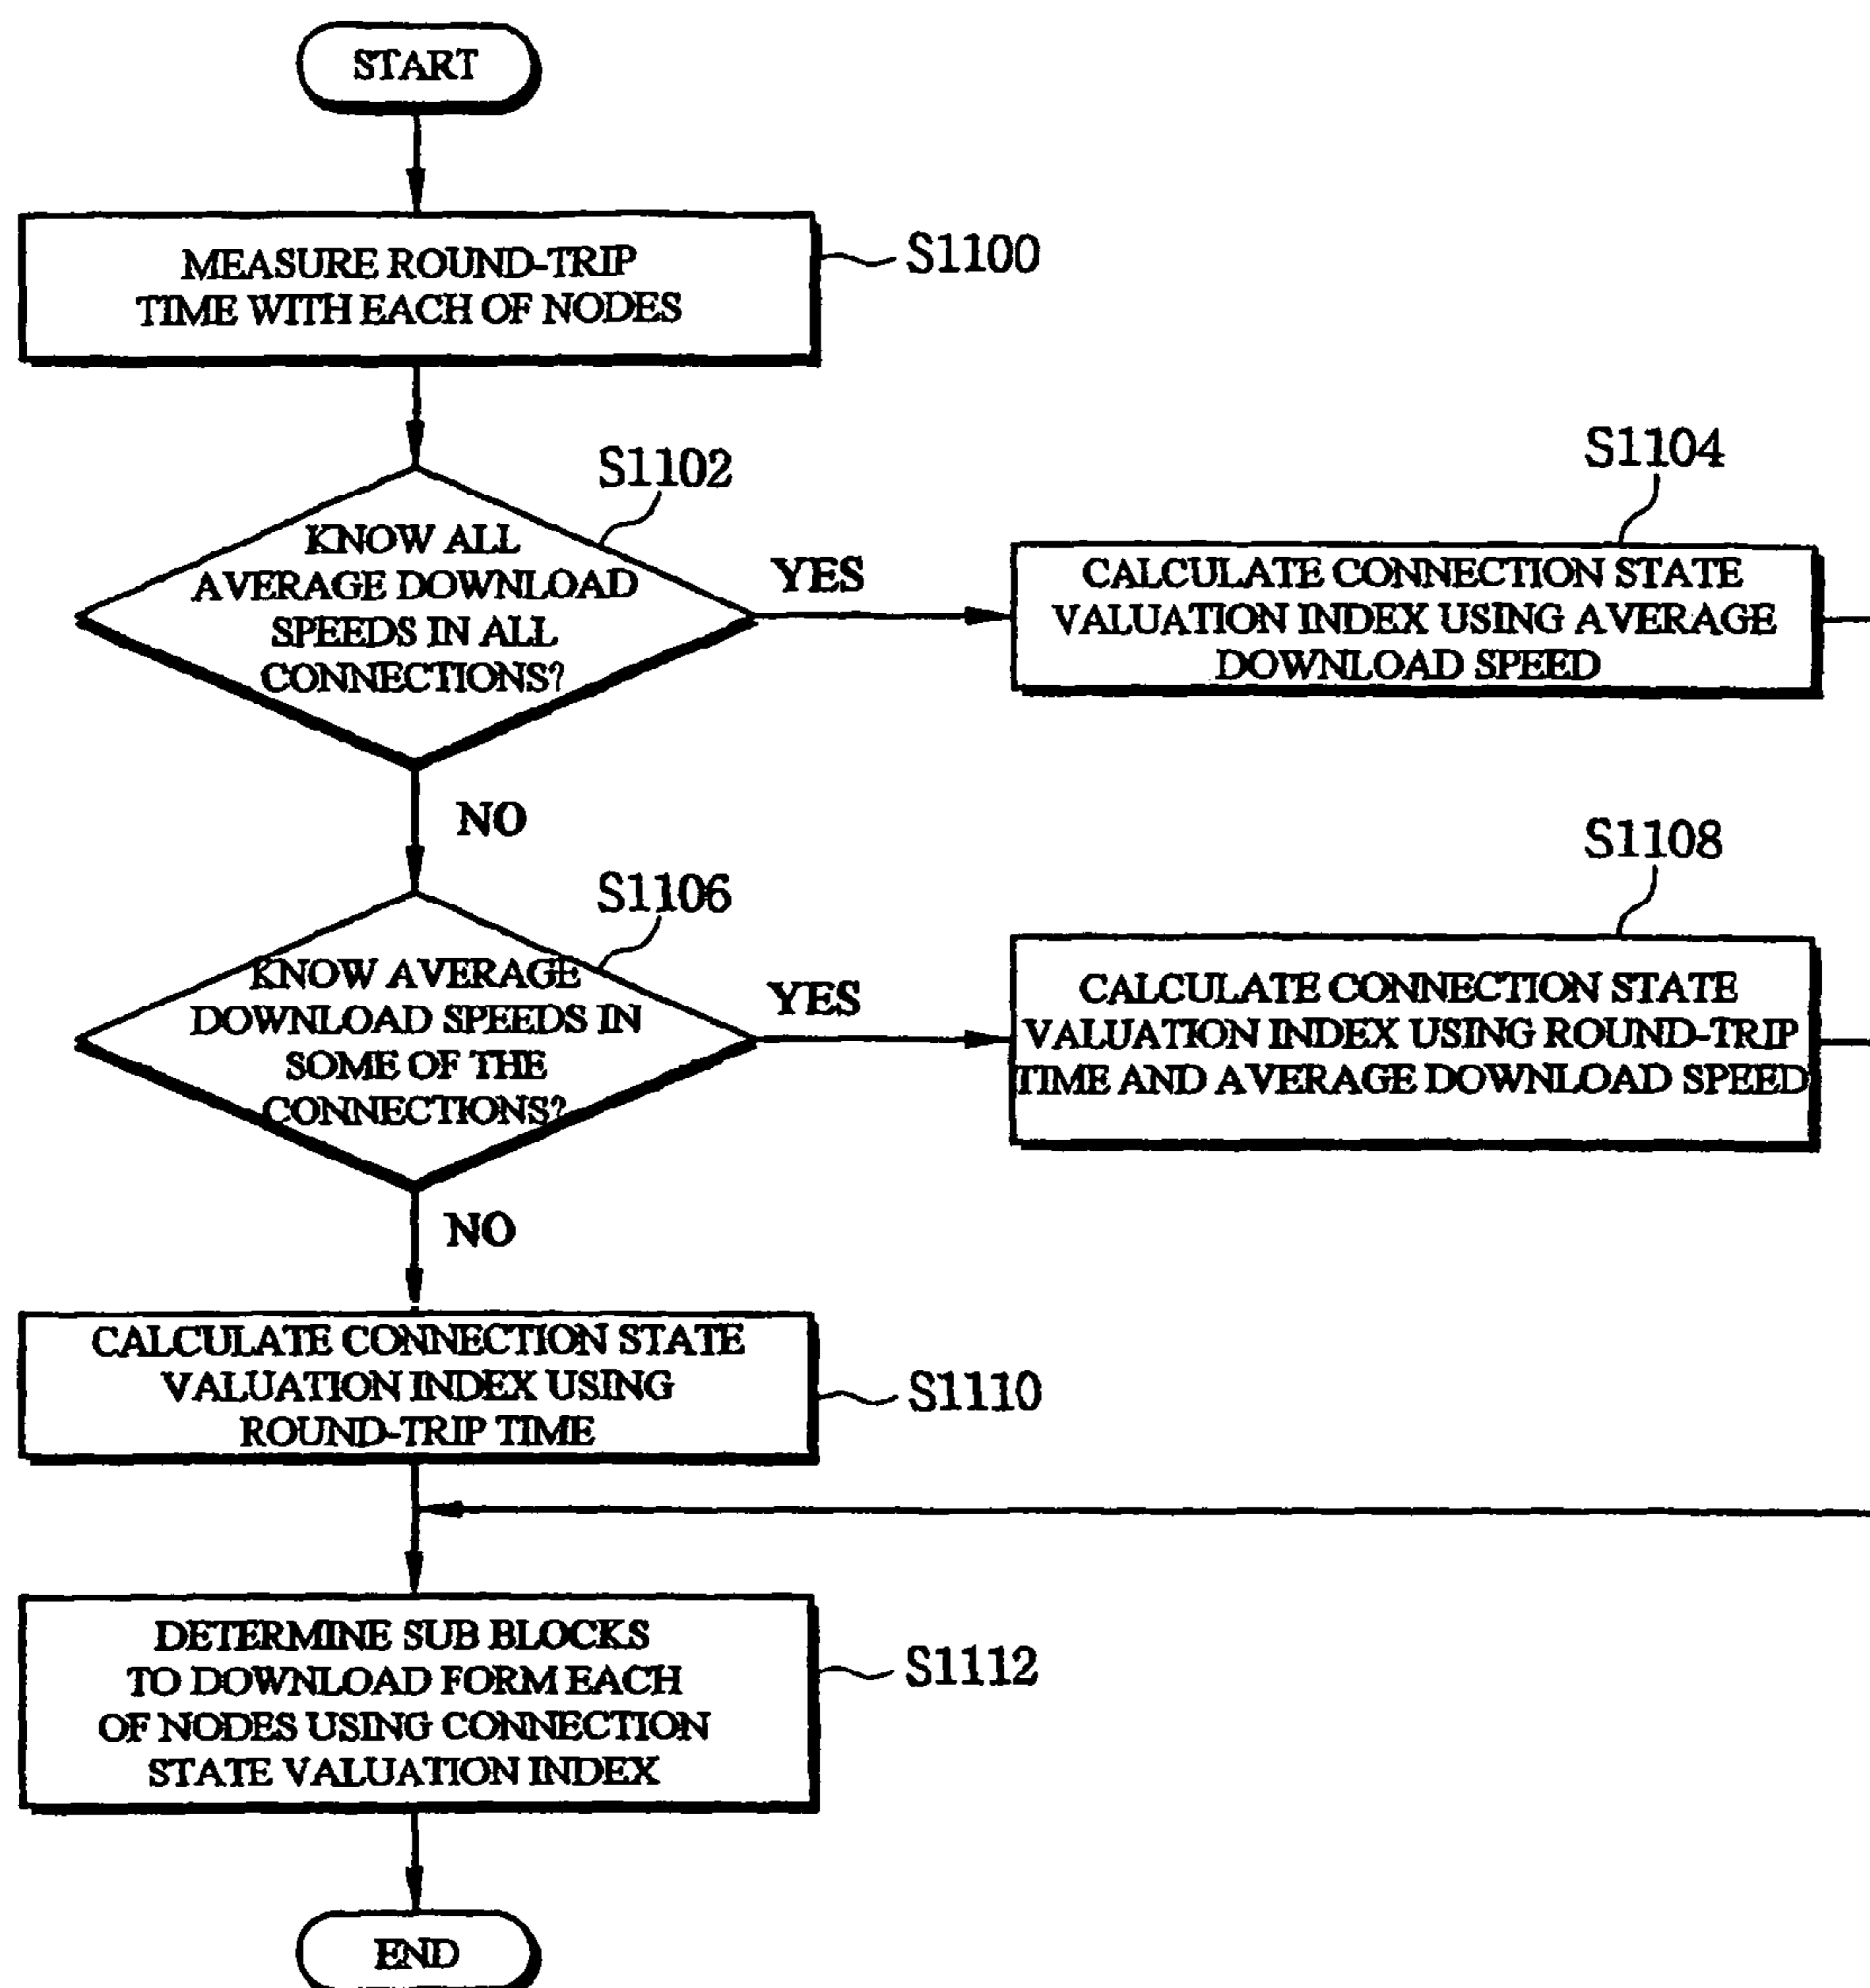 START
MEASURE ROUND-TRIP
TIME WITH EACH OF NODES
S1100
S1102
KNOW ALL
AVERAGE DOWNLOAD
SPEEDS IN ALL
CONNECTIONS?
YES
S1104
CALCULATE CONNECTION STATE
VALUATION INDEX USING AVERAGE
DOWNLOAD SPEED
NO
S1106
KNOW AVERAGE
DOWNLOAD SPEEDS IN
SOME OF THE
CONNECTIONS?
YES
S1108
CALCULATE CONNECTION STATE
VALUATION INDEX USING ROUND-TRIP
TIME AND AVERAGE DOWNLOAD SPEED
NO
CALCULATE CONNECTION STATE
VALUATION INDEX USING
ROUND-TRIP TIME
S1110
DETERMINE SUB BLOCKS
TO DOWNLOAD FORM EACH
OF NODES USING CONNECTION
STATE VALUATION INDEX
S1112
END